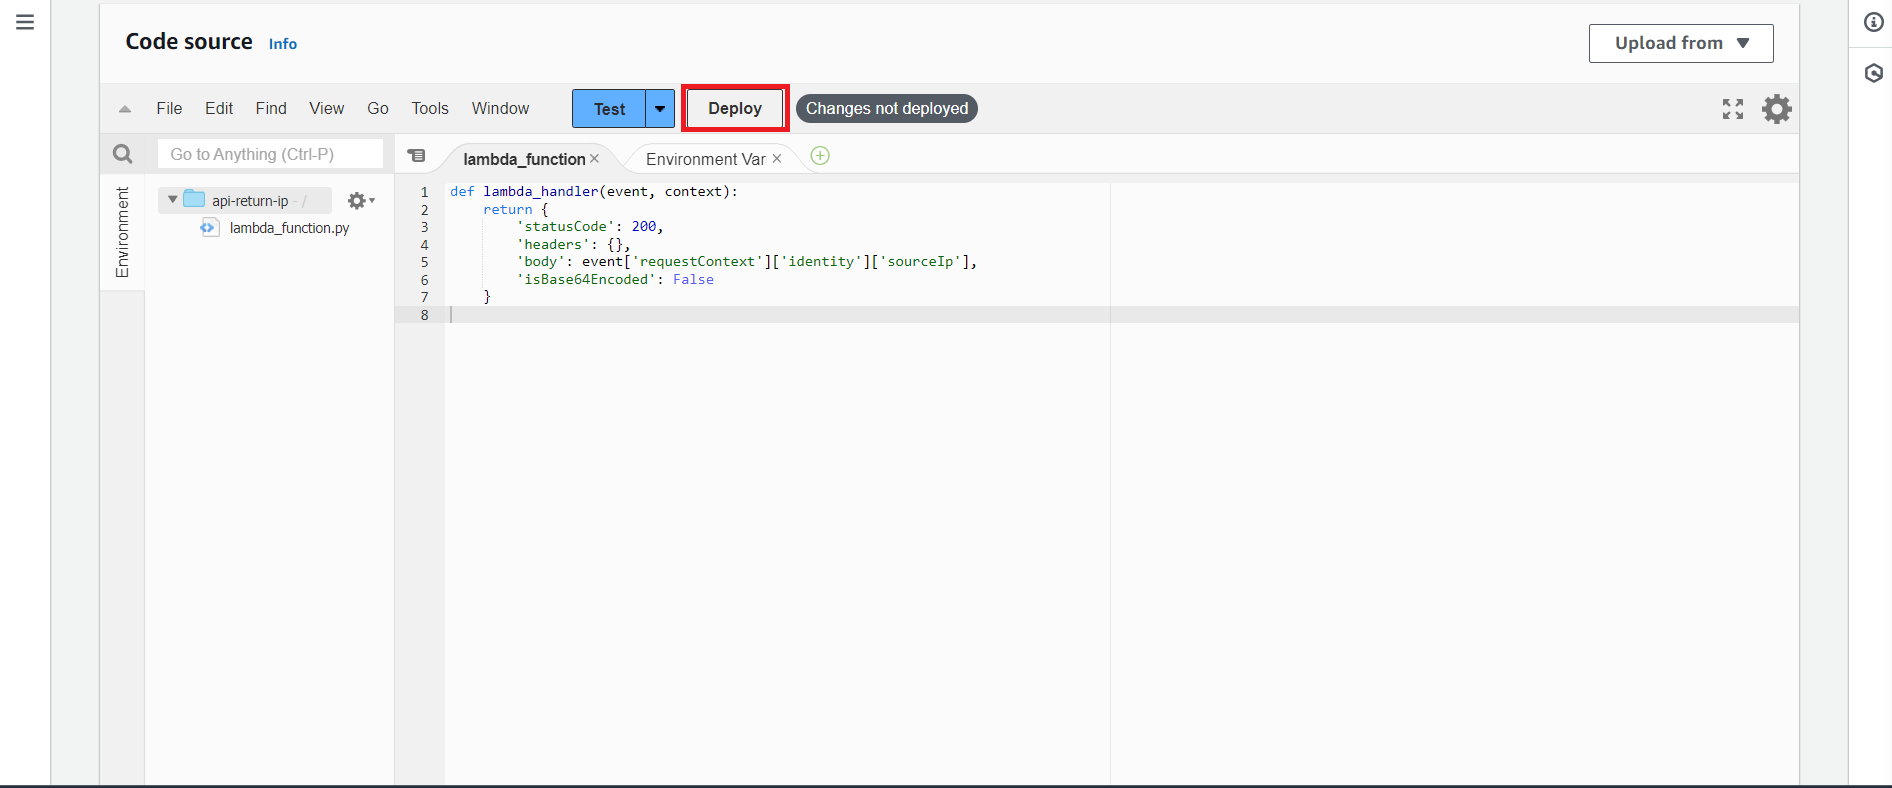 Code source Info
Upload from
File Edit Find View Go Tools Window Test Deploy Changes not deployed
Go to Anything (Ctrl-P)
lambda_function
Environment Var
Environment
api-return-ip - /
lambda_function.py
1 def lambda_handler(event, context):
2     return {
3         'statusCode': 200,
4         'headers': {},
5         'body': event['requestContext']['identity']['sourceIp'],
6         'isBase64Encoded': False
7     }
8